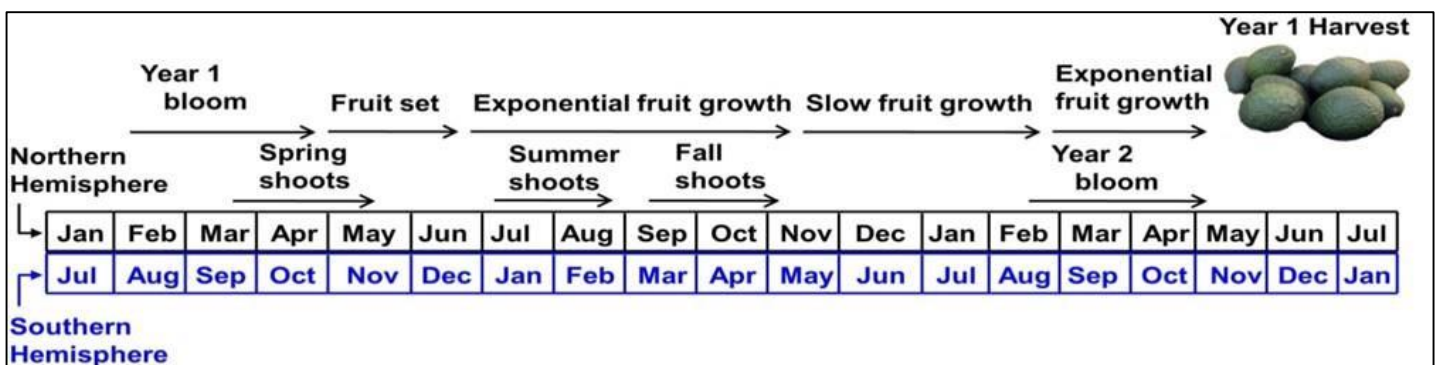 Year 1 Harvest
Year 1
bloom
Fruit set
Exponential fruit growth
Slow fruit growth
Exponential
fruit growth
Northern
Hemisphere
Spring
shoots
Summer
shoots
Fall
shoots
Year 2
bloom
Jan Feb Mar Apr May Jun Jul Aug Sep Oct Nov Dec Jan Feb Mar Apr May Jun Jul
Jul Aug Sep Oct Nov Dec Jan Feb Mar Apr May Jun Jul Aug Sep Oct Nov Dec Jan
Southern
Hemisphere